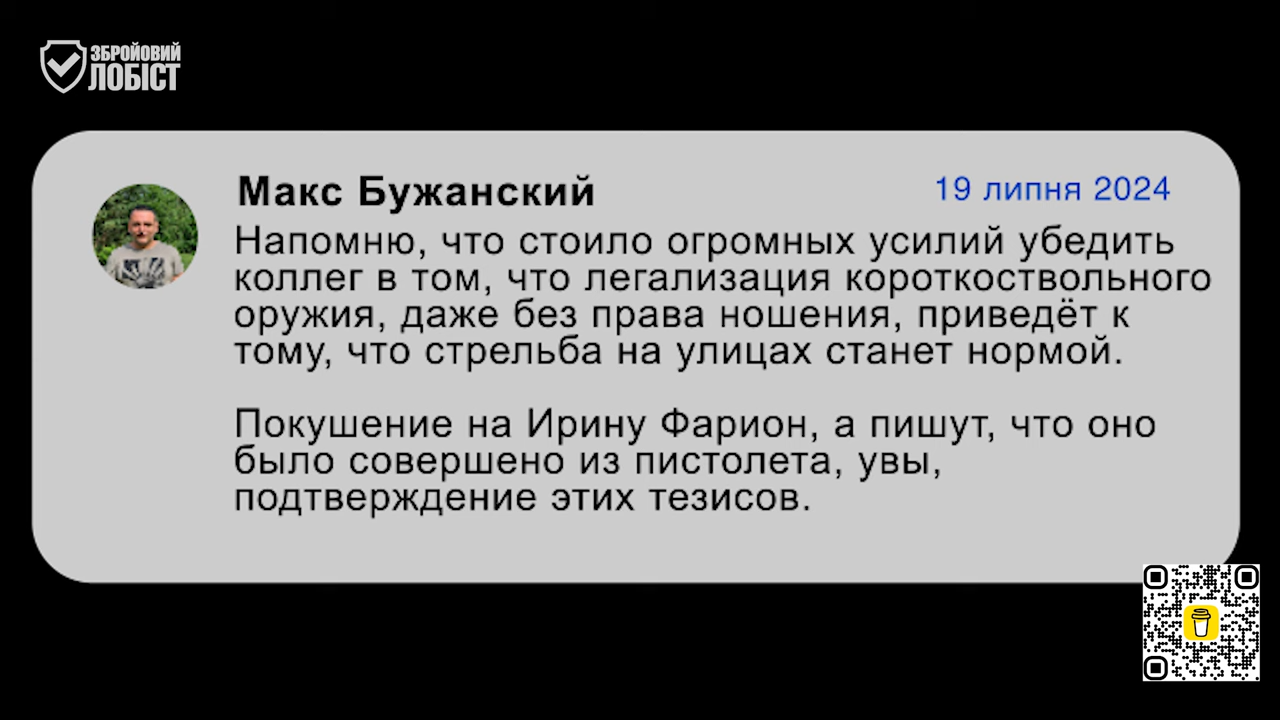 ЗБРОЙОВИЙ
ЛОБІСТ
Макс Бужанский
19 липня 2024
Напомню, что стоило огромных усилий убедить
коллег в том, что легализация короткоствольного
оружия, даже без права ношения, приведёт к
тому, что стрельба на улицах станет нормой.
Покушение на Ирину Фарион, а пишут, что оно
было совершено из пистолета, увы,
подтверждение этих тезисов.